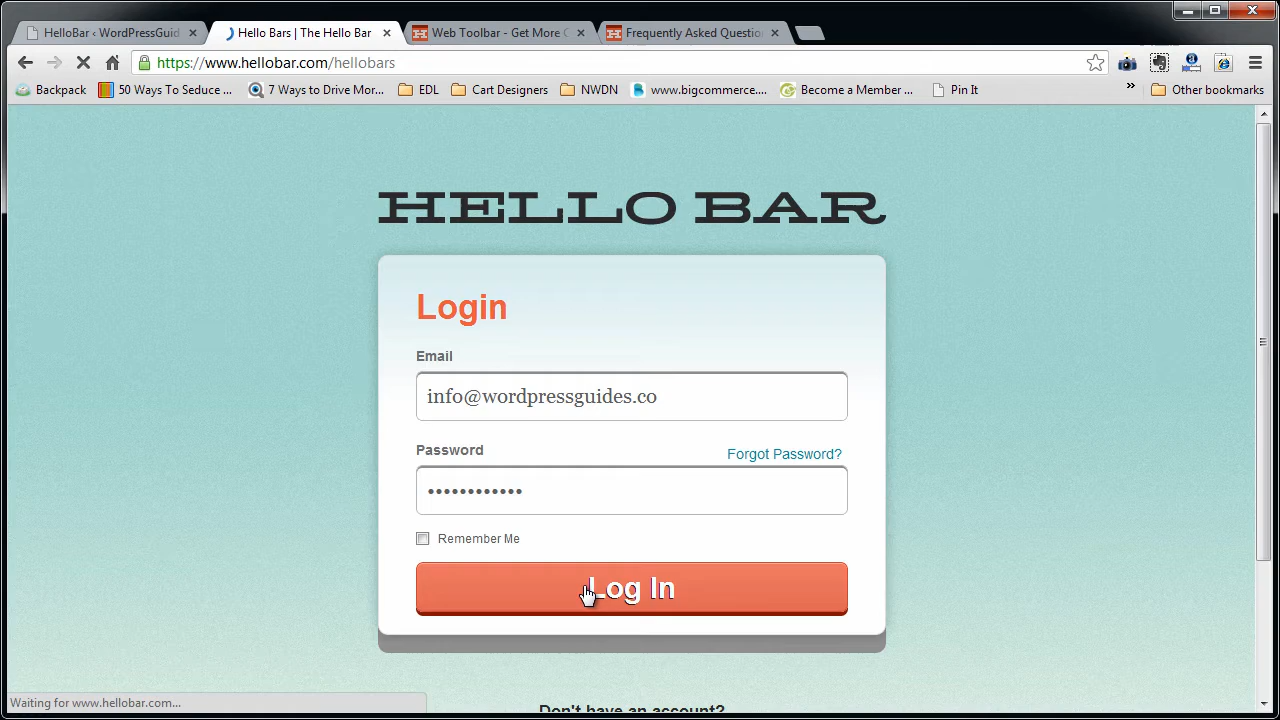 HelloBar ‹ WordPressGuid
Hello Bars | The Hello Bar
Web Toolbar - Get More C
Frequently Asked Questio
https://www.hellobar.com/hellobars
Backpack
50 Ways To Seduce ...
7 Ways to Drive Mor...
EDL
Cart Designers
NWDN
www.bigcommerce....
Become a Member ...
Pin It
»
Other bookmarks
HELLO BAR
Login
Email
info@wordpressguides.co
Password
Forgot Password?
••••••••••••
Remember Me
Log In
Waiting for www.hellobar.com...
Don't have an account?